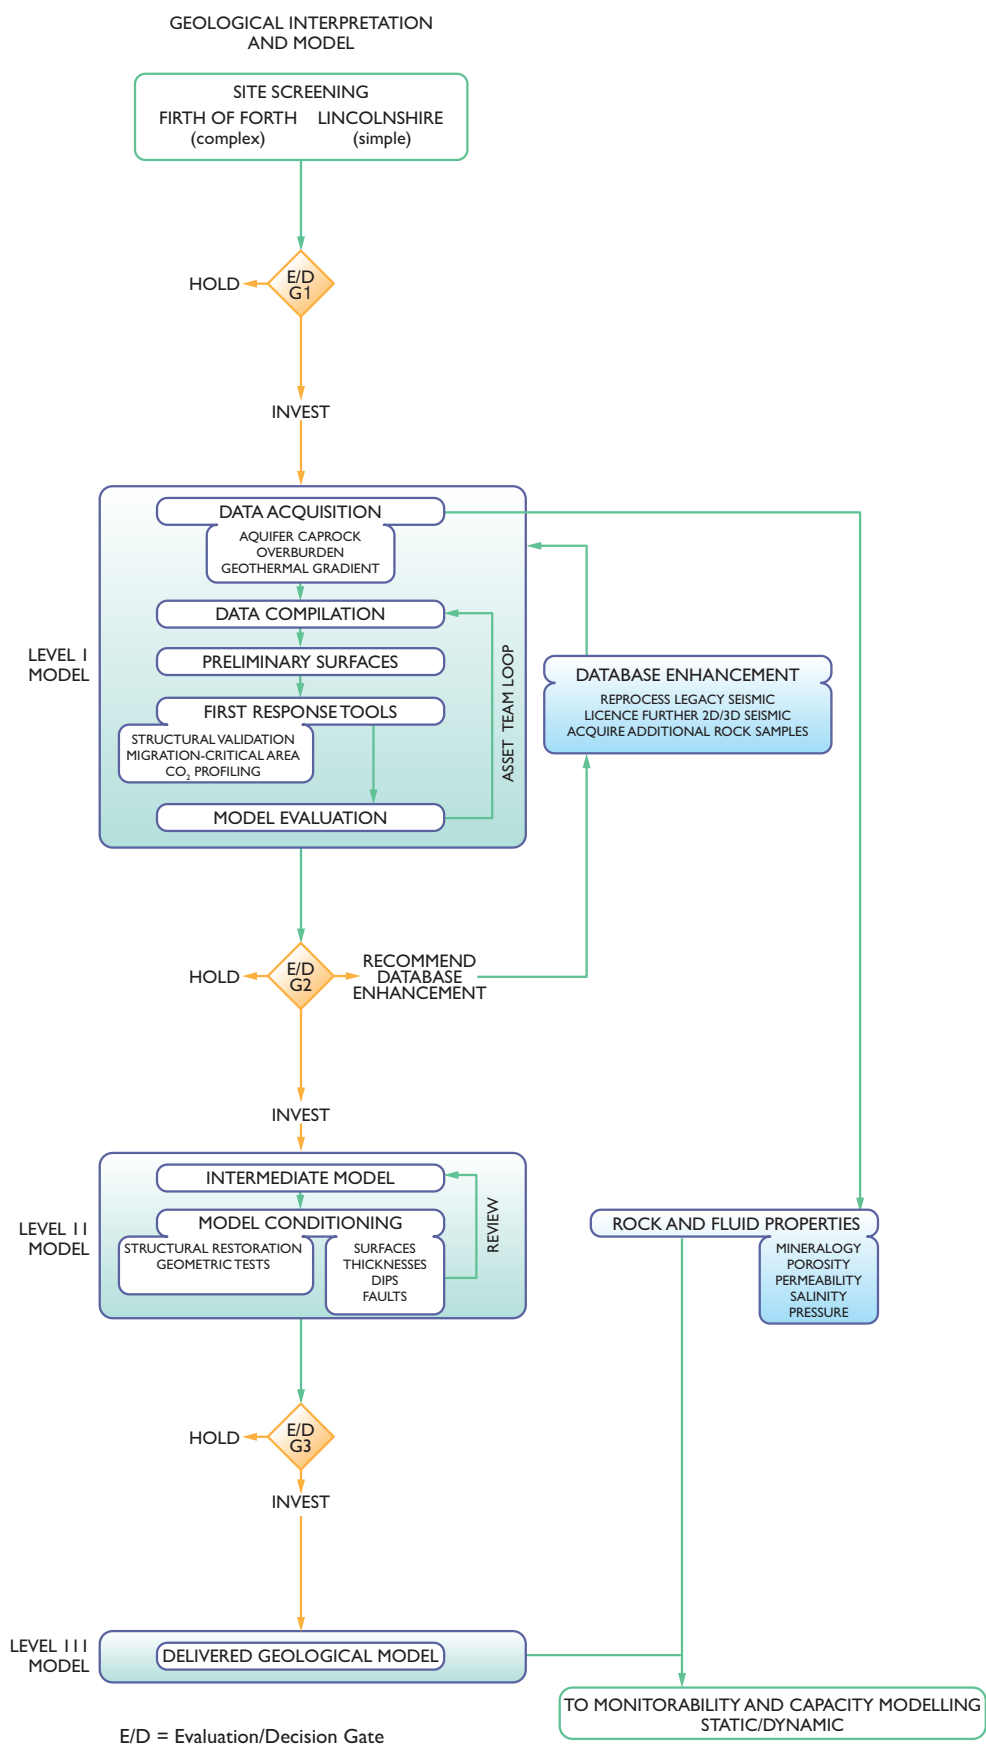 GEOLOGICAL INTERPRETATION
AND MODEL
SITE SCREENING
FIRTH OF FORTH LINCOLNSHIRE
(complex) (simple)
E/D
G1
HOLD
INVEST
LEVEL I
MODEL
DATA ACQUISITION
AQUIFER CAPROCK
OVERBURDEN
GEOTHERMAL GRADIENT
DATA COMPILATION
PRELIMINARY SURFACES
FIRST RESPONSE TOOLS
STRUCTURAL VALIDATION
MIGRATION-CRITICAL AREA
CO₂ PROFILING
MODEL EVALUATION
ASSET TEAM LOOP
DATABASE ENHANCEMENT
REPROCESS LEGACY SEISMIC
LICENCE FURTHER 2D/3D SEISMIC
ACQUIRE ADDITIONAL ROCK SAMPLES
E/D
G2
HOLD
RECOMMEND
DATABASE
ENHANCEMENT
INVEST
LEVEL 11
MODEL
INTERMEDIATE MODEL
MODEL CONDITIONING
STRUCTURAL RESTORATION
GEOMETRIC TESTS
SURFACES
THICKNESSES
DIPS
FAULTS
REVIEW
ROCK AND FLUID PROPERTIES
MINERALOGY
POROSITY
PERMEABILITY
SALINITY
PRESSURE
E/D
G3
HOLD
INVEST
LEVEL 111
MODEL
DELIVERED GEOLOGICAL MODEL
TO MONITORABILITY AND CAPACITY MODELLING
STATIC/DYNAMIC
E/D = Evaluation/Decision Gate